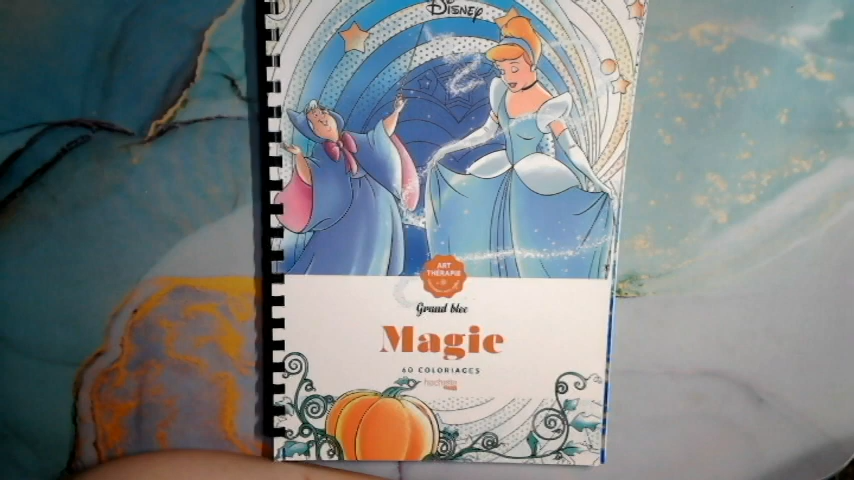 Disney
ART
THÉRAPIE
Grand bloc
Magic
60 COLORIAGES
hachette